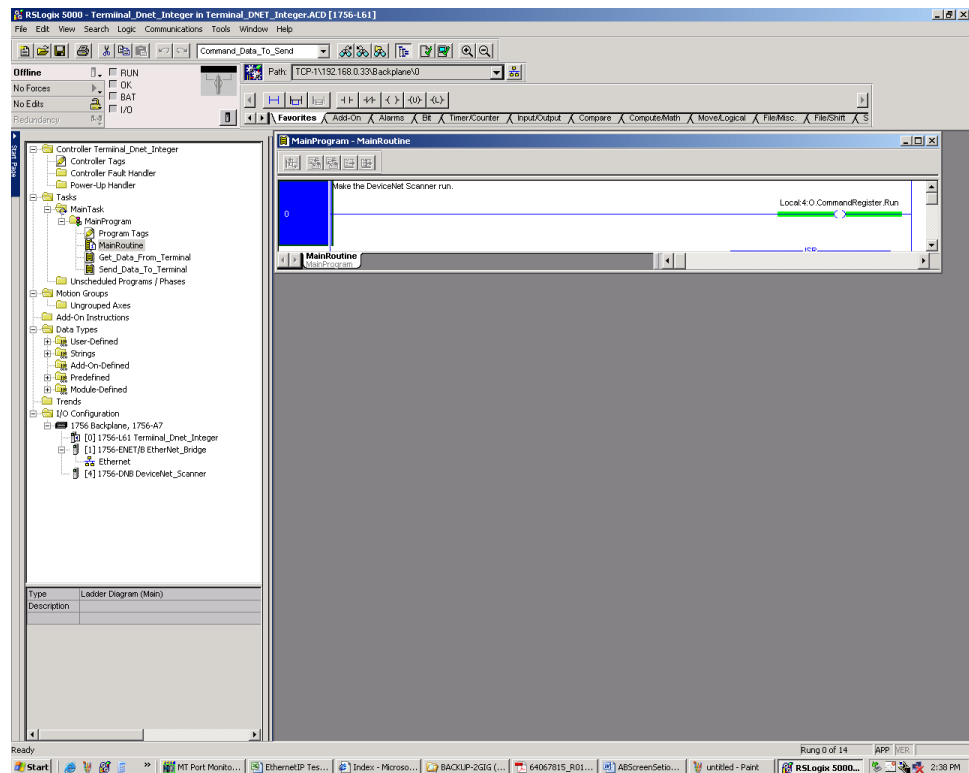 RSLogix 5000 - Termiinal_Dnet_Integer in Terminal_DNET_Integer.ACD [1756-L61]
File Edit View Search Logic Communications Tools Window Help
Command_Data_To_Send
Offline RUN
No Forces OK
No Edits BAT
Redundancy I/O
Path: TCP-1\192.168.0.33\Backplane\0
Favorites Add-On Alarms Bit Timer/Counter Input/Output Compare Compute/Math Move/Logical File/Misc. File/Shift S
Start Page
Controller Termiinal_Dnet_Integer
Controller Tags
Controller Fault Handler
Power-Up Handler
Tasks
MainTask
MainProgram
Program Tags
MainRoutine
Get_Data_From_Terminal
Send_Data_To_Terminal
Unscheduled Programs / Phases
Motion Groups
Ungrouped Axes
Add-On Instructions
Data Types
User-Defined
Strings
Add-On-Defined
Predefined
Module-Defined
Trends
I/O Configuration
1756 Backplane, 1756-A7
[0] 1756-L61 Termiinal_Dnet_Integer
[1] 1756-ENET/B EtherNet_Bridge
Ethernet
[4] 1756-DNB DeviceNet_Scanner
Type Ladder Diagram (Main)
Description
MainProgram - MainRoutine
Make the DeviceNet Scanner run.
Local:4:O.CommandRegister.Run
0
JSR
MainRoutine
MainProgram
Ready
Rung 0 of 14 APP VER
Start » MT Port Monito... EthernetIP Tes... Index - Microso... BACKUP-2GIG (... 64067815_R01... ABScreenSetio... untitled - Paint RSLogix 5000... 2:38 PM